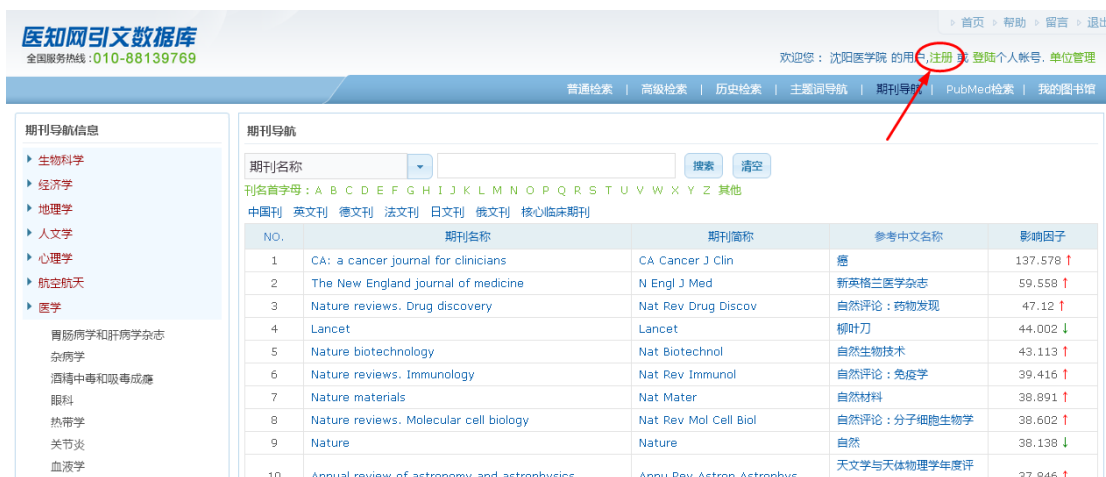 首页 帮助 留言
医知网引文数据库
全国服务热线:010-88139769
欢迎您： 沈阳医学院 的用户,注册 或 登陆个人帐号. 单位管理
普通检索 | 高级检索 | 历史检索 | 主题词导航 | 期刊导航 | PubMed检索 | 我的图书馆
期刊导航信息
生物科学
经济学
地理学
人文学
心理学
航空航天
医学
胃肠病学和肝病学杂志
杂病学
酒精中毒和吸毒成瘾
眼科
热带学
关节炎
血液学
期刊导航
期刊名称 搜索 清空
刊名首字母：A B C D E F G H I J K L M N O P Q R S T U V W X Y Z 其他
中国刊 英文刊 德文刊 法文刊 日文刊 俄文刊 核心临床期刊
NO. 期刊名称 期刊简称 参考中文名称 影响因子
1 CA: a cancer journal for clinicians CA Cancer J Clin 癌 137.578 ↑
2 The New England journal of medicine N Engl J Med 新英格兰医学杂志 59.558 ↑
3 Nature reviews. Drug discovery Nat Rev Drug Discov 自然评论：药物发现 47.12 ↑
4 Lancet Lancet 柳叶刀 44.002 ↓
5 Nature biotechnology Nat Biotechnol 自然生物技术 43.113 ↑
6 Nature reviews. Immunology Nat Rev Immunol 自然评论：免疫学 39.416 ↑
7 Nature materials Nat Mater 自然材料 38.891 ↑
8 Nature reviews. Molecular cell biology Nat Rev Mol Cell Biol 自然评论：分子细胞生物学 38.602 ↑
9 Nature Nature 自然 38.138 ↓
10 Annual review of astronomy and astrophysics Annu Rev Astron Astrophys 天文学与天体物理学年度评 37.846 ↑